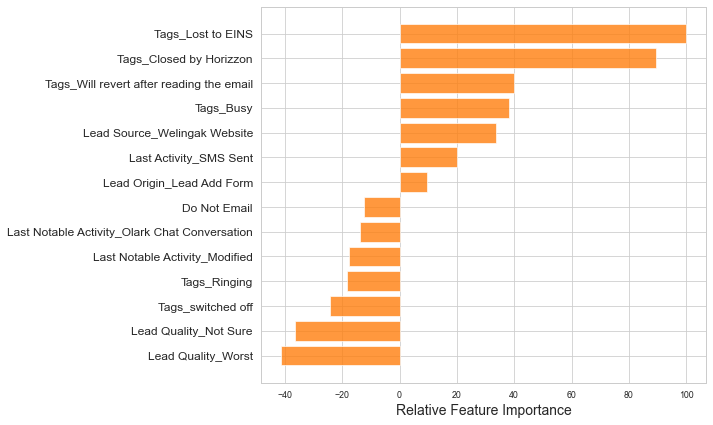 Tags_Lost to EINS
Tags_Closed by Horizzon
Tags_Will revert after reading the email
Tags_Busy
Lead Source_Welingak Website
Last Activity_SMS Sent
Lead Origin_Lead Add Form
Do Not Email
Last Notable Activity_Olark Chat Conversation
Last Notable Activity_Modified
Tags_Ringing
Tags_switched off
Lead Quality_Not Sure
Lead Quality_Worst
−40 −20 0 20 40 60 80 100
Relative Feature Importance